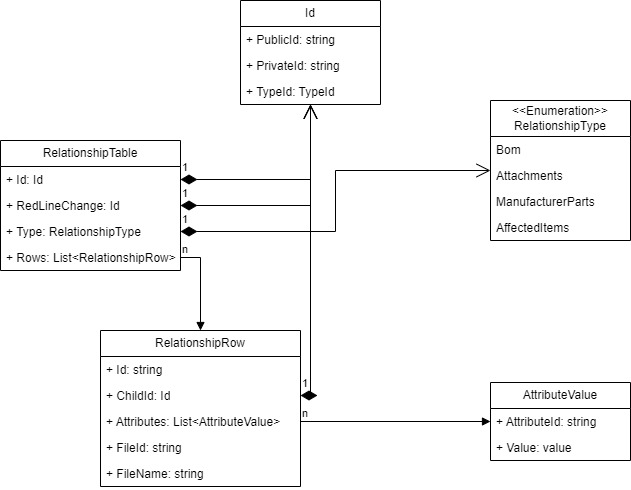 Id
+ PublicId: string
+ PrivateId: string
+ TypeId: TypeId
<<Enumeration>>
RelationshipType
Bom
Attachments
ManufacturerParts
AffectedItems
RelationshipTable
+ Id: Id
+ RedLineChange: Id
+ Type: RelationshipType
+ Rows: List<RelationshipRow>
1
1
1
n
RelationshipRow
+ Id: string
+ ChildId: Id
+ Attributes: List<AttributeValue>
+ FileId: string
+ FileName: string
1
n
AttributeValue
+ AttributeId: string
+ Value: value